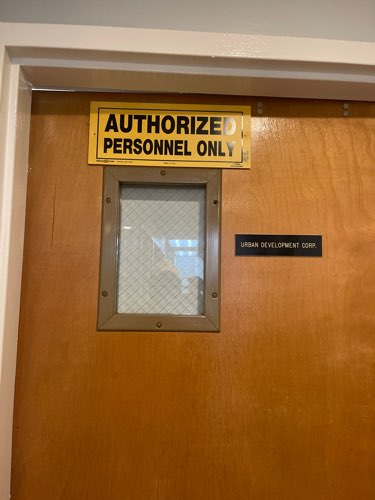 AUTHORIZED
PERSONNEL ONLY
URBAN DEVELOPMENT CORP.